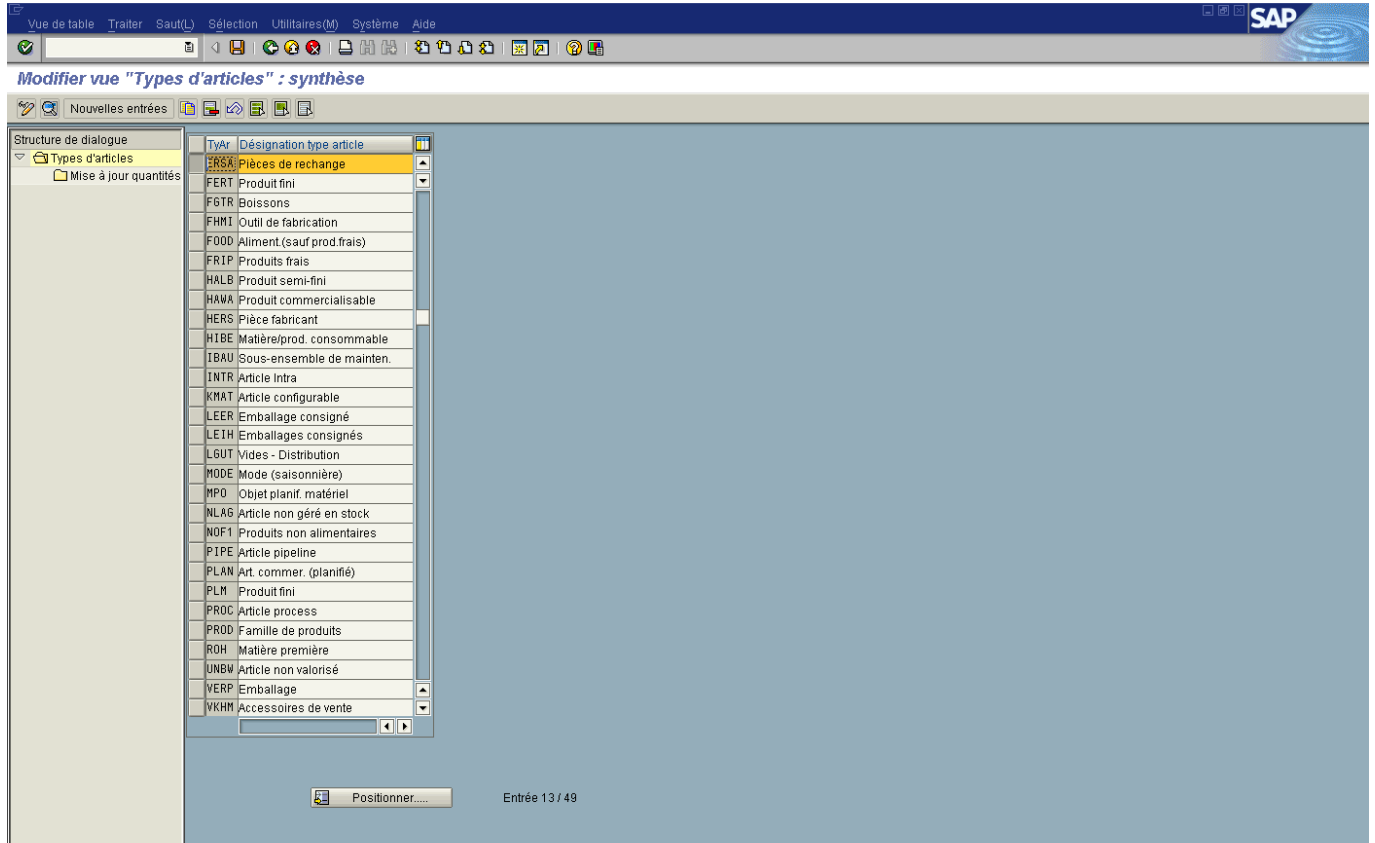 Vue de table Traiter Saut(L) Sélection Utilitaires(M) Système Aide
SAP
Modifier vue "Types d'articles" : synthèse
Nouvelles entrées
Structure de dialogue
Types d'articles
Mise à jour quantités
TyAr Désignation type article
ERSA Pièces de rechange
FERT Produit fini
FGTR Boissons
FHMI Outil de fabrication
FOOD Aliment.(sauf prod.frais)
FRIP Produits frais
HALB Produit semi-fini
HAWA Produit commercialisable
HERS Pièce fabricant
HIBE Matière/prod. consommable
IBAU Sous-ensemble de mainten.
INTR Article Intra
KMAT Article configurable
LEER Emballage consigné
LEIH Emballages consignés
LGUT Vides - Distribution
MODE Mode (saisonnière)
MPO Objet planif. matériel
NLAG Article non géré en stock
NOF1 Produits non alimentaires
PIPE Article pipeline
PLAN Art. commer. (planifié)
PLM Produit fini
PROC Article process
PROD Famille de produits
ROH Matière première
UNBW Article non valorisé
VERP Emballage
VKHM Accessoires de vente
Positionner..... Entrée 13 / 49